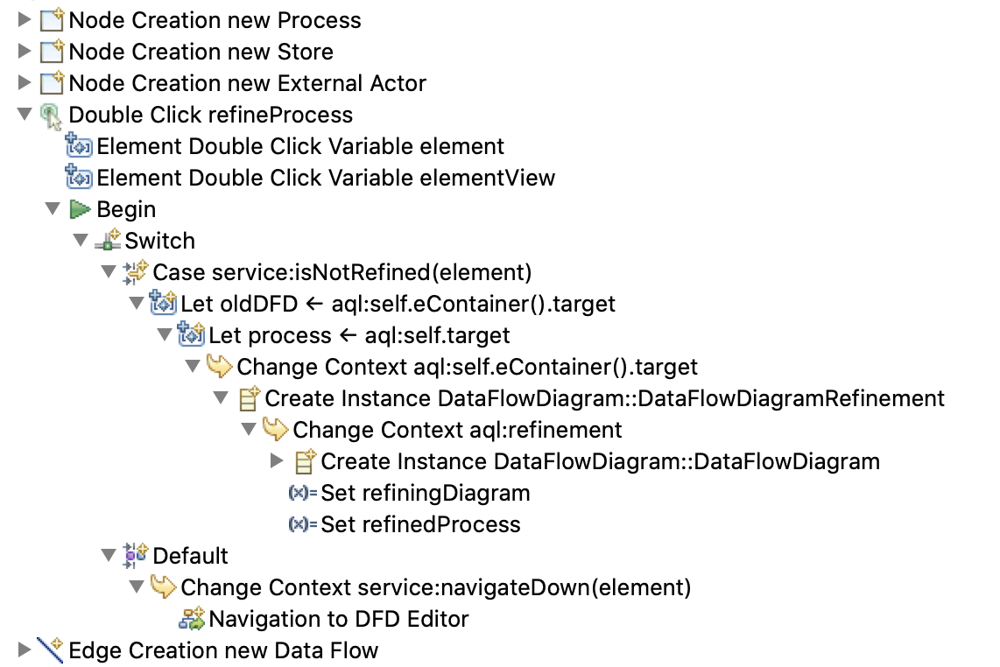 Node Creation new Process
Node Creation new Store
Node Creation new External Actor
Double Click refineProcess
Element Double Click Variable element
Element Double Click Variable elementView
Begin
Switch
Case service:isNotRefined(element)
Let oldDFD ← aql:self.eContainer().target
Let process ← aql:self.target
Change Context aql:self.eContainer().target
Create Instance DataFlowDiagram::DataFlowDiagramRefinement
Change Context aql:refinement
Create Instance DataFlowDiagram::DataFlowDiagram
(x)= Set refiningDiagram
(x)= Set refinedProcess
Default
Change Context service:navigateDown(element)
Navigation to DFD Editor
Edge Creation new Data Flow